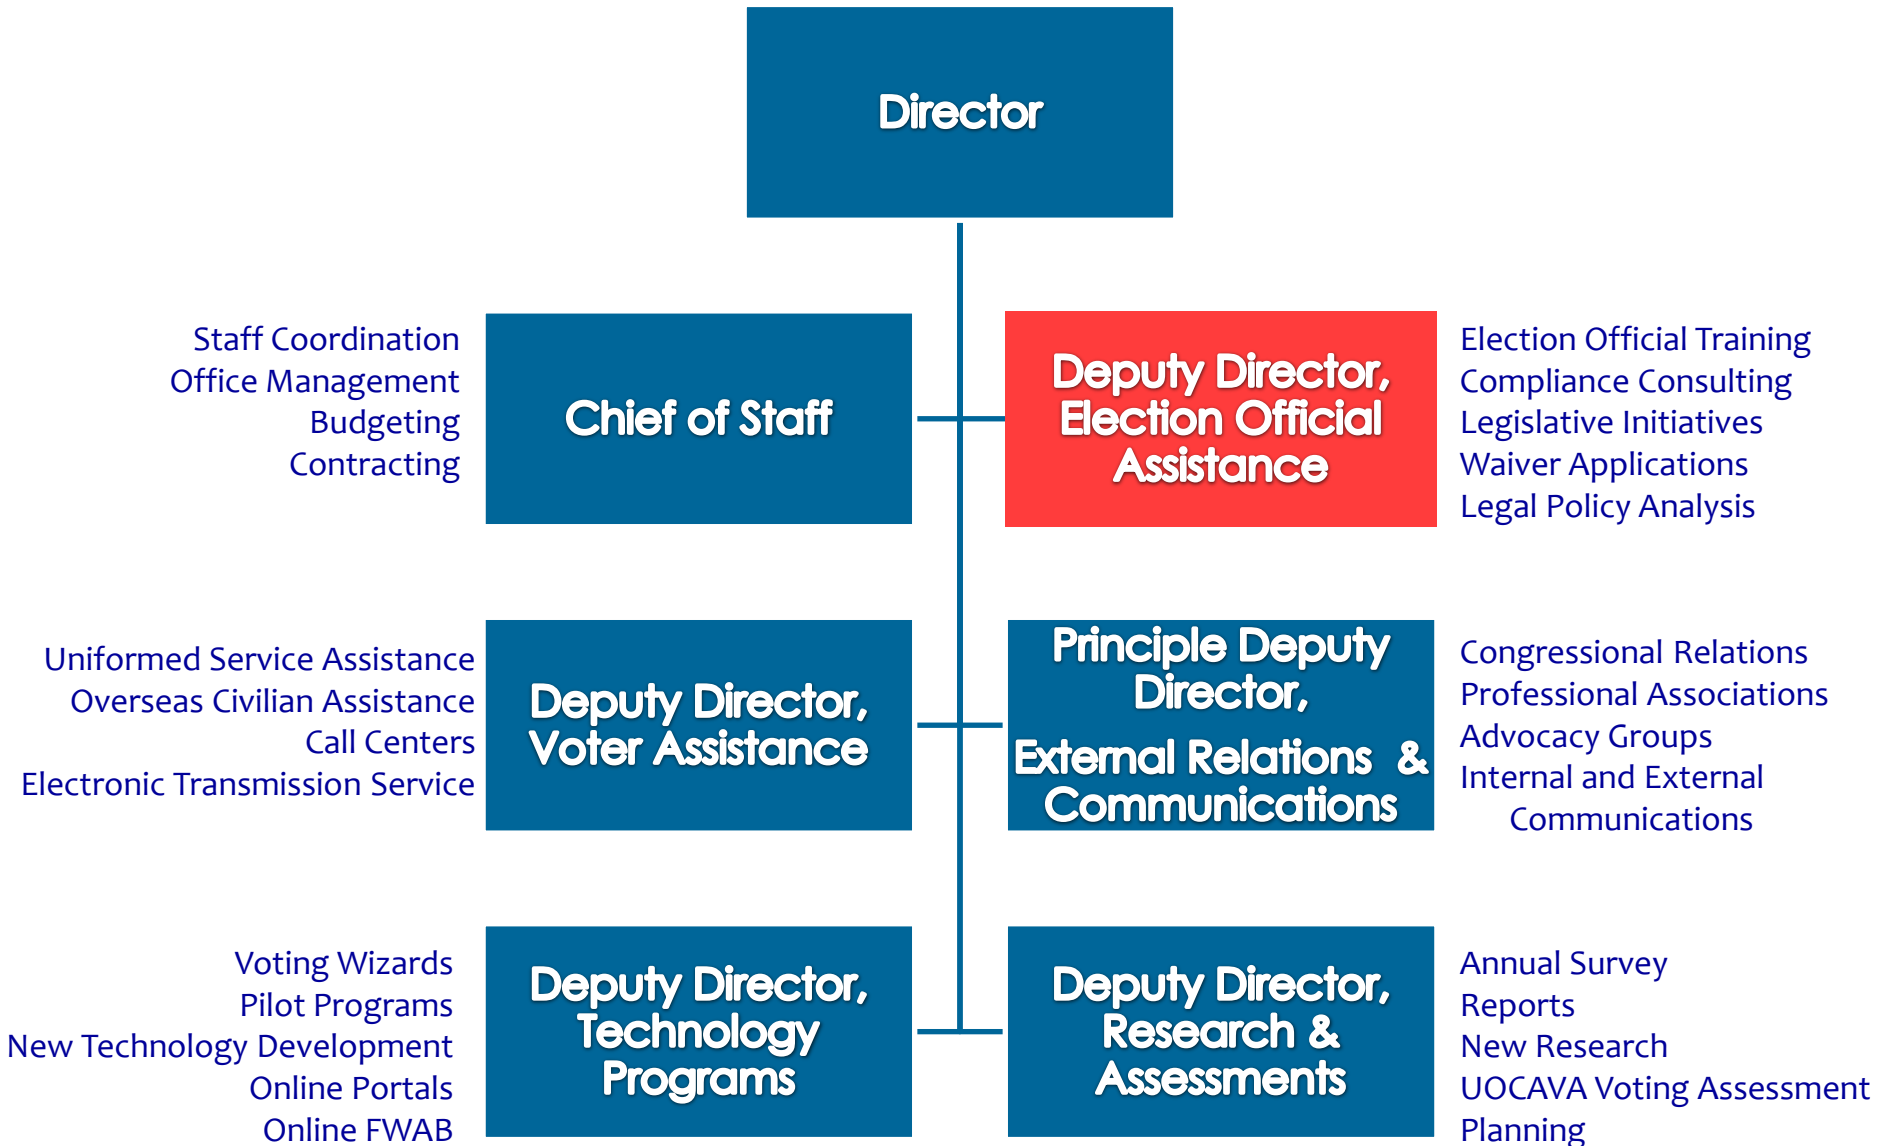 Director
Staff Coordination
Office Management
Budgeting
Contracting
Chief of Staff
Deputy Director,
Election Official
Assistance
Election Official Training
Compliance Consulting
Legislative Initiatives
Waiver Applications
Legal Policy Analysis
Uniformed Service Assistance
Overseas Civilian Assistance
Call Centers
Electronic Transmission Service
Deputy Director,
Voter Assistance
Principle Deputy
Director,
External Relations &
Communications
Congressional Relations
Professional Associations
Advocacy Groups
Internal and External
Communications
Voting Wizards
Pilot Programs
New Technology Development
Online Portals
Online FWAB
Deputy Director,
Technology
Programs
Deputy Director,
Research &
Assessments
Annual Survey
Reports
New Research
UOCAVA Voting Assessment
Planning